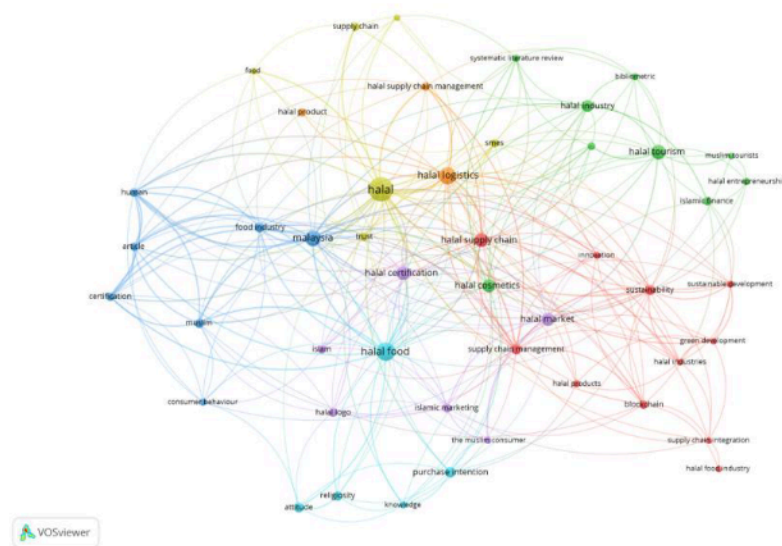 supply chain
systematic literature review
food
bibliometric
halal supply chain management
halal industry
halal product
smes
halal tourism
muslim tourists
halal logistics
halal entrepreneurship
human
halal
islamic finance
food industry
malaysia
trust
halal supply chain
article
innovation
halal certification
sustainable development
halal cosmetics
sustainability
certification
muslim
halal market
green development
islam
halal food
supply chain management
halal industries
halal products
consumer behaviour
halal logo
islamic marketing
blockchain
the muslim consumer
supply chain integration
purchase intention
halal food industry
religiosity
attitude
knowledge
VOSviewer